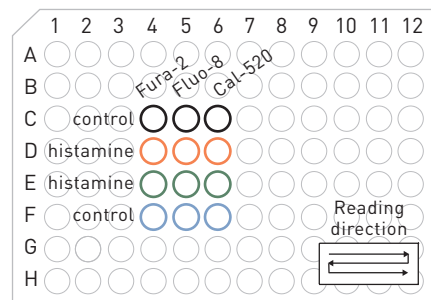 1 2 3 4 5 6 7 8 9 10 11 12
A
B
Fura-2 Fluo-8 Cal-520
C control
D histamine
E histamine
F control
G
H
Reading
direction